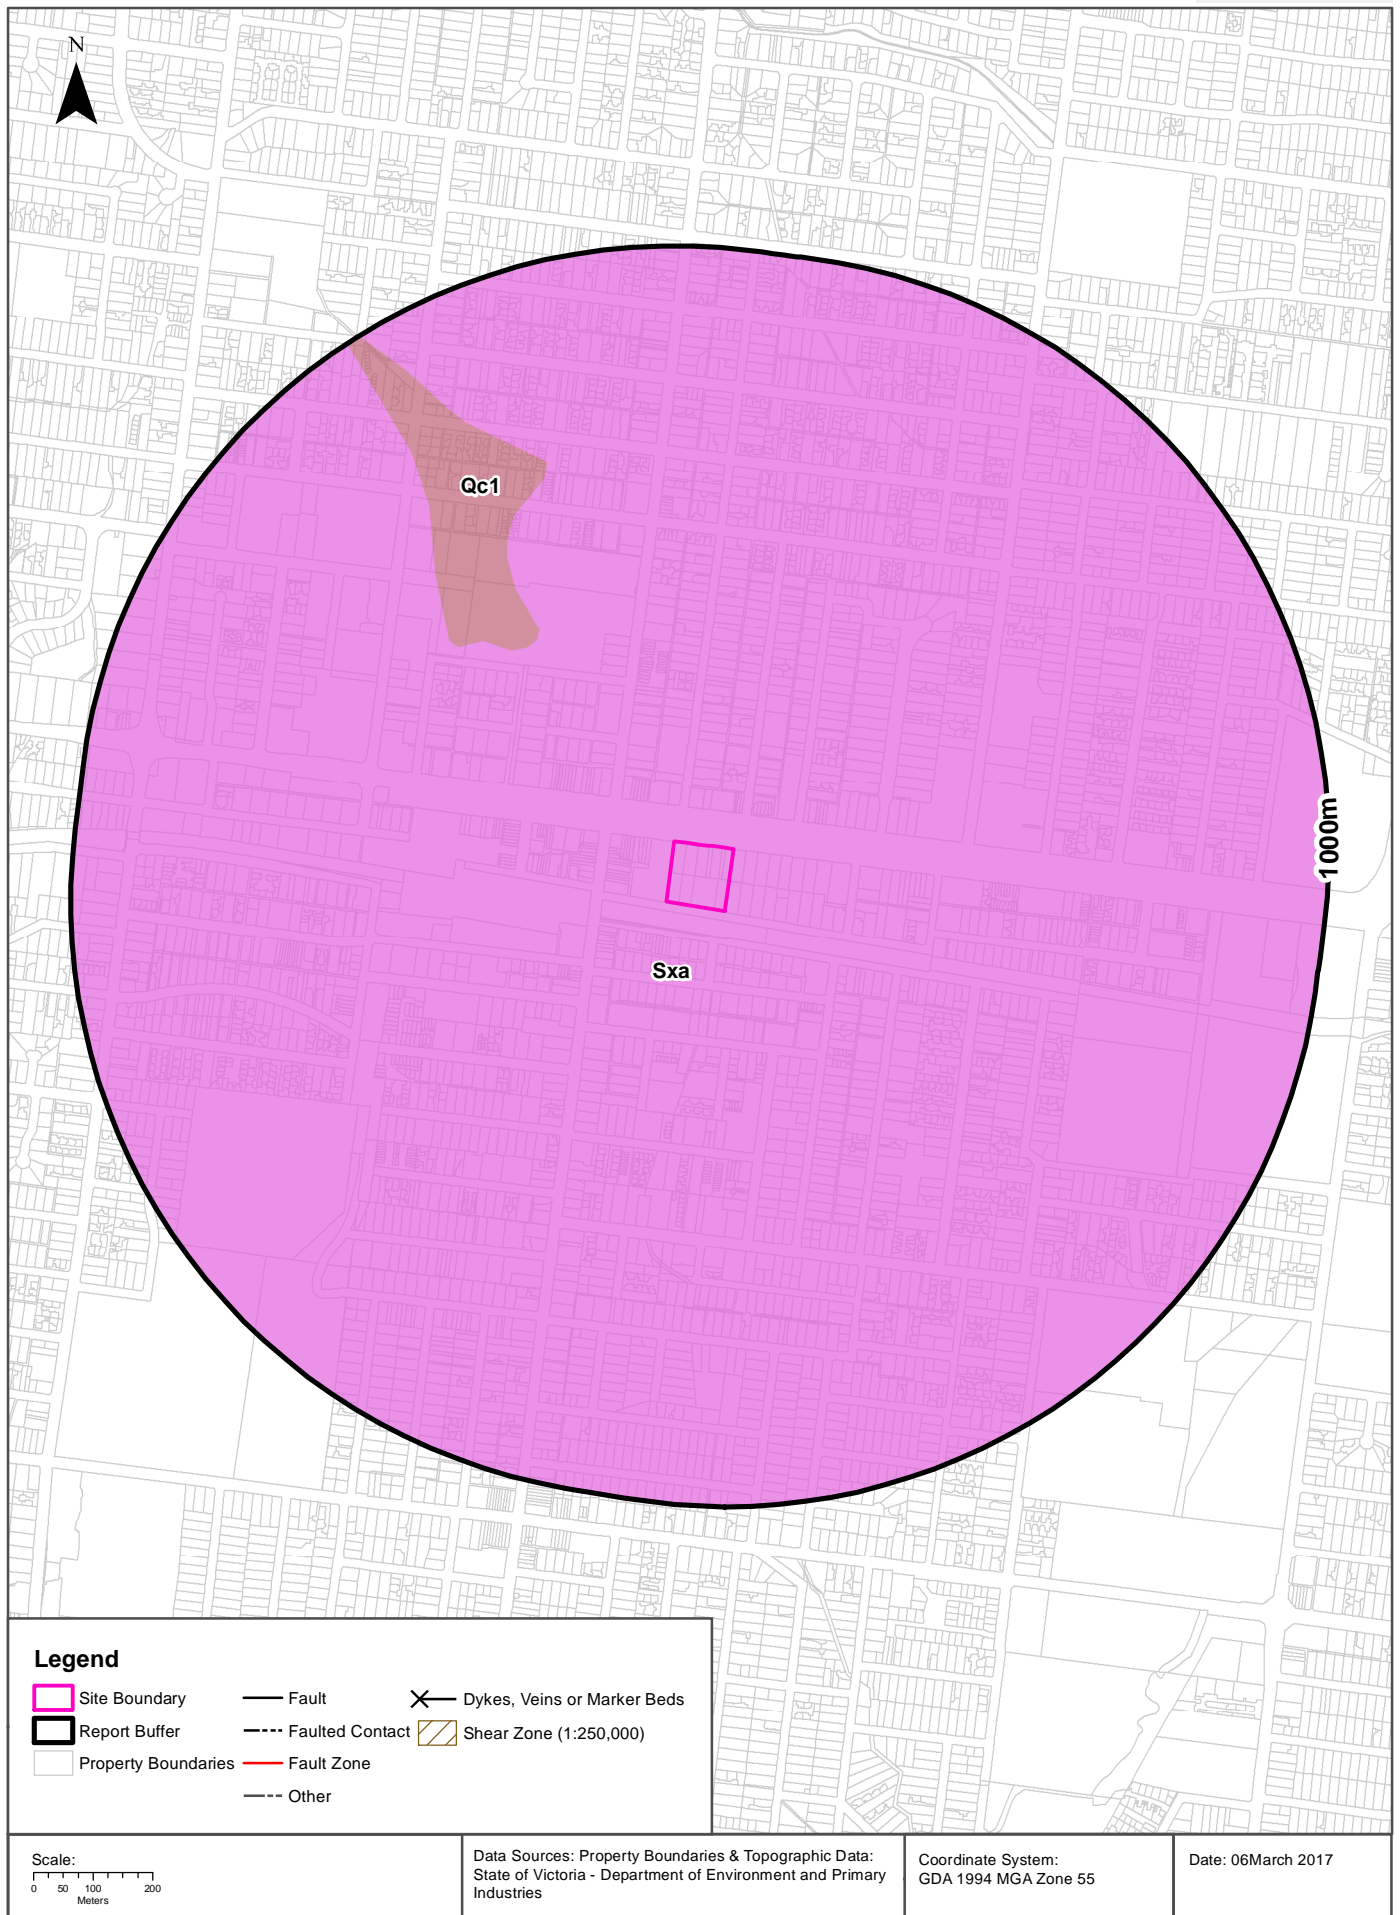 N
Qc1
1000m
Sxa
Legend
Site Boundary
Report Buffer
Property Boundaries
Fault
Faulted Contact
Fault Zone
Other
Dykes, Veins or Marker Beds
Shear Zone (1:250,000)
Scale:
0 50 100 200
Meters
Data Sources: Property Boundaries & Topographic Data:
State of Victoria - Department of Environment and Primary
Industries
Coordinate System:
GDA 1994 MGA Zone 55
Date: 06March 2017